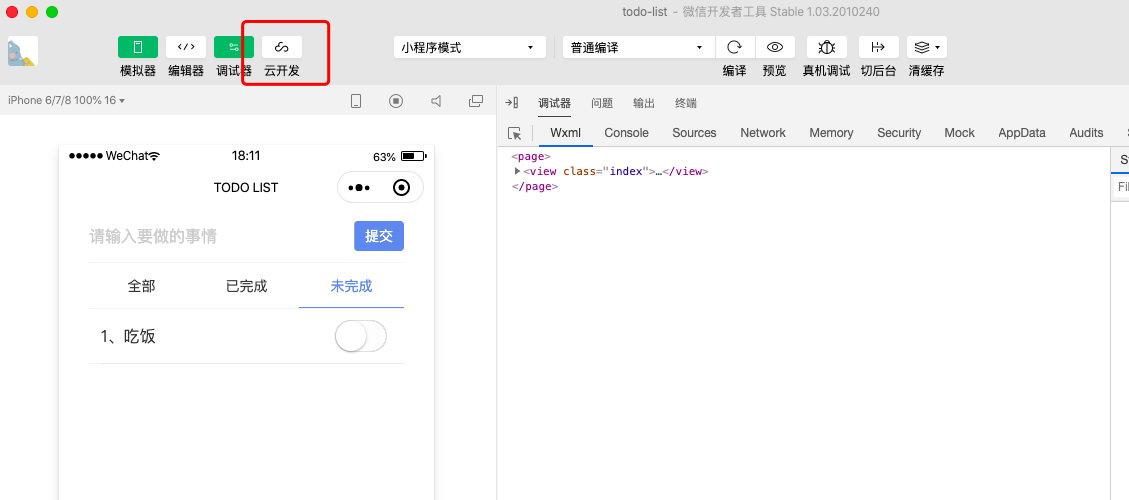 todo-list - 微信开发者工具 Stable 1.03.2010240
模拟器 编辑器 调试器 云开发 小程序模式 普通编译 编译 预览 真机调试 切后台 清缓存
iPhone 6/7/8 100% 16
调试器 问题 输出 终端
Wxml Console Sources Network Memory Security Mock AppData Audits
<page>
<view class="index">…</view>
</page>
WeChat 18:11 63%
TODO LIST
请输入要做的事情 提交
全部 已完成 未完成
1、吃饭